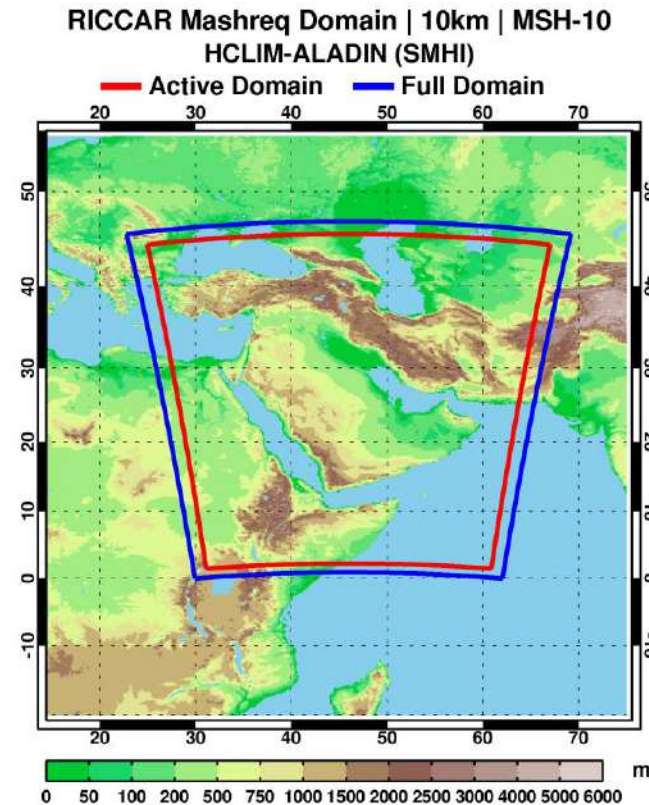 RICCAR Mashreq Domain | 10km | MSH-10
HCLIM-ALADIN (SMHI)
Active Domain Full Domain
20 30 40 50 60 70
50
40
30
20
10
0
-10
20 30 40 50 60 70
m
0 50 100 200 500 750 1000 1500 2000 2500 3000 4000 5000 6000